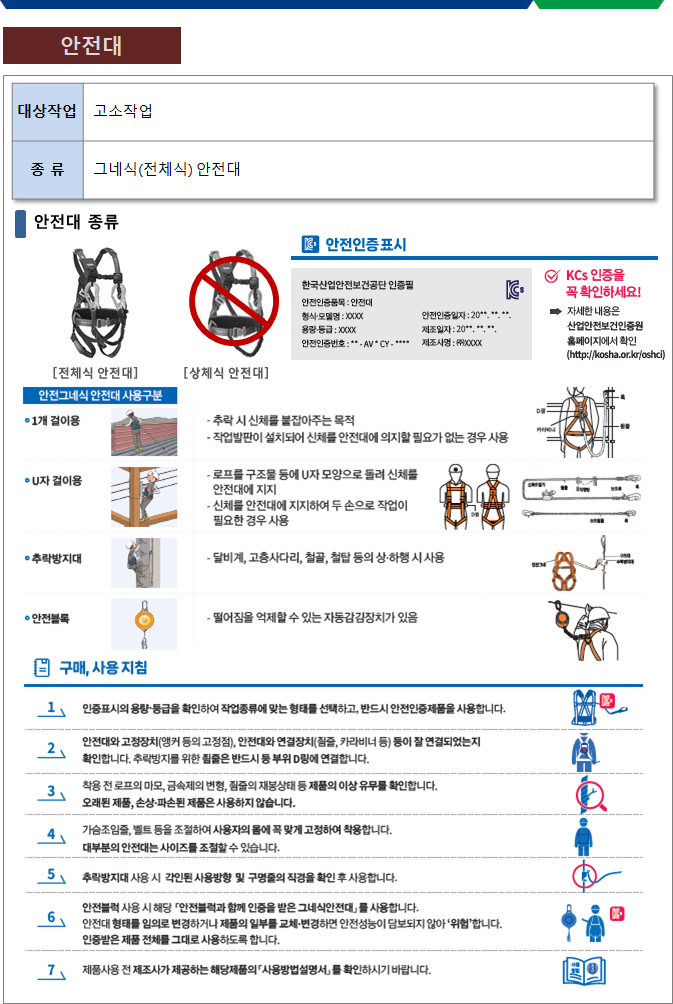 안전대
대상작업 고소작업
종 류 그네식(전체식) 안전대
안전대 종류
안전인증표시
한국산업안전보건공단 인증필
안전인증품목 : 안전대
형식·모델명 : XXXX 안전인증일자 : 20**. **. **.
용량·등급 : XXXX 제조일자 : 20**. **. **.
안전인증번호 : ** - AV * CY - **** 제조사명 : ㈜XXXX
KCs 인증을
꼭 확인하세요!
자세한 내용은
산업안전보건인증원
홈페이지에서 확인
(http://kosha.or.kr/oshci)
[전체식 안전대] [상체식 안전대]
안전그네식 안전대 사용구분
1개 걸이용
- 추락 시 신체를 붙잡아주는 목적
- 작업발판이 설치되어 신체를 안전대에 의지할 필요가 없는 경우 사용
D링
카라비너
훅
죔줄
U자 걸이용
- 로프를 구조물 등에 U자 모양으로 돌려 신체를
안전대에 지지
- 신체를 안전대에 지지하여 두 손으로 작업이
필요한 경우 사용
D링
훅
추락방지대
- 달비계, 고층사다리, 철골, 철탑 등의 상·하행 시 사용
안전그네
구명줄
추락방지대
안전블록
- 떨어짐을 억제할 수 있는 자동감김장치가 있음
구매, 사용 지침
1 인증표시의 용량·등급을 확인하여 작업종류에 맞는 형태를 선택하고, 반드시 안전인증제품을 사용합니다.
2 안전대와 고정장치(앵커 등의 고정점), 안전대와 연결장치(죔줄, 카라비너 등) 등이 잘 연결되었는지
확인합니다. 추락방지를 위한 죔줄은 반드시 등 부위 D링에 연결합니다.
3 착용 전 로프의 마모, 금속제의 변형, 죔줄의 재봉상태 등 제품의 이상 유무를 확인합니다.
오래된 제품, 손상·파손된 제품은 사용하지 않습니다.
4 가슴조임줄, 벨트 등을 조절하여 사용자의 몸에 꼭 맞게 고정하여 착용합니다.
대부분의 안전대는 사이즈를 조절할 수 있습니다.
5 추락방지대 사용 시 각인된 사용방향 및 구명줄의 직경을 확인 후 사용합니다.
6 안전블럭 사용 시 해당 「안전블럭과 함께 인증을 받은 그네식안전대」를 사용합니다.
안전대 형태를 임의로 변경하거나 제품의 일부를 교체·변경하면 안전성능이 담보되지 않아 '위험'합니다.
인증받은 제품 전체를 그대로 사용하도록 합니다.
7 제품사용 전 제조사가 제공하는 해당제품의 「사용방법설명서」를 확인하시기 바랍니다.